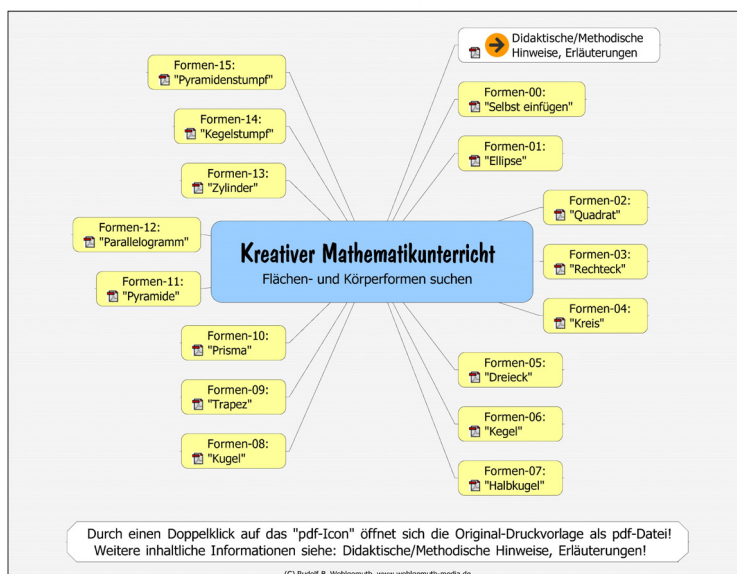 Didaktische/Methodische
Hinweise, Erläuterungen
Formen-00:
"Selbst einfügen"
Formen-01:
"Ellipse"
Formen-02:
"Quadrat"
Formen-03:
"Rechteck"
Formen-04:
"Kreis"
Formen-05:
"Dreieck"
Formen-06:
"Kegel"
Formen-07:
"Halbkugel"
Formen-08:
"Kugel"
Formen-09:
"Trapez"
Formen-10:
"Prisma"
Formen-11:
"Pyramide"
Formen-12:
"Parallelogramm"
Formen-13:
"Zylinder"
Formen-14:
"Kegelstumpf"
Formen-15:
"Pyramidenstumpf"
Kreativer Mathematikunterricht
Flächen- und Körperformen suchen
Durch einen Doppelklick auf das "pdf-Icon" öffnet sich die Original-Druckvorlage als pdf-Datei!
Weitere inhaltliche Informationen siehe: Didaktische/Methodische Hinweise, Erläuterungen!